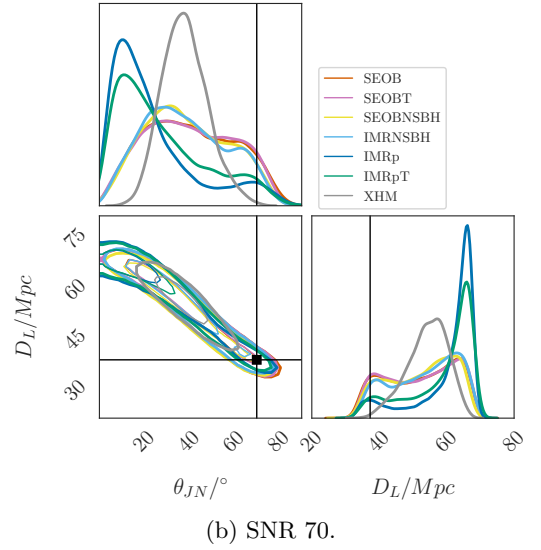 SEOB
SEOBT
SEOBNSBH
IMRNSBH
IMRp
IMRpT
XHM
75
60
45
30
D_L/Mpc
20 40 60 80
20 40 60 80
θ_JN/° D_L/Mpc
(b) SNR 70.